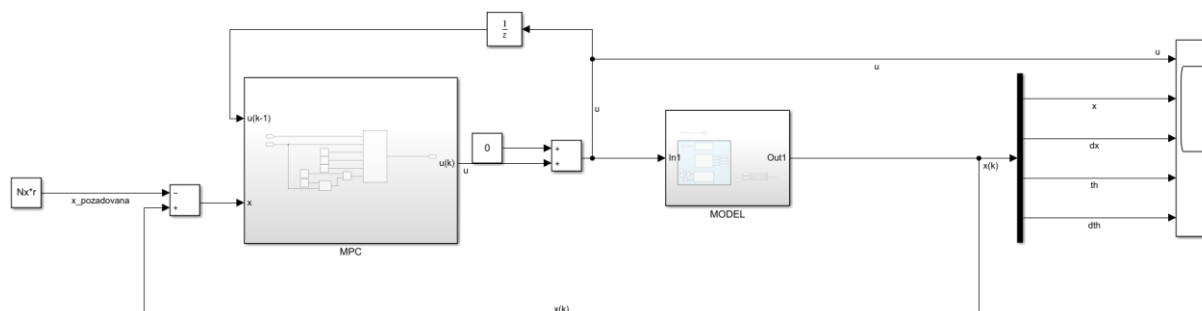 1
z
u
u
u
u(k-1)
x
dx
th
dth
0
+
+
u(k)
u
In1
Out1
x(k)
Nx*r
x_pozadovana
−
+
x
MPC
MODEL
x(k)